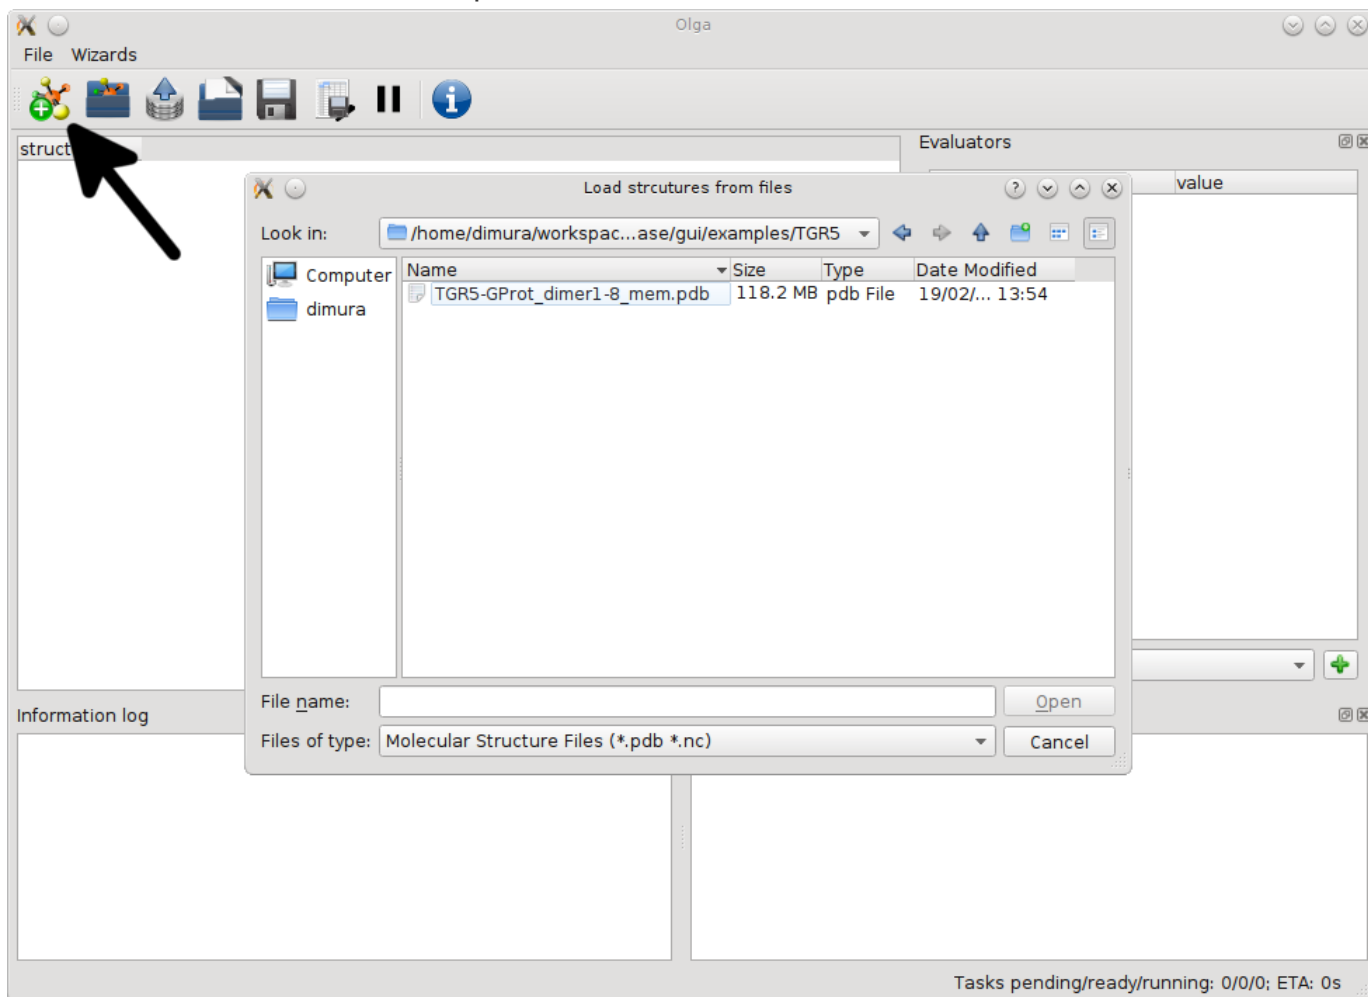 Olga
File Wizards
struct
Evaluators
value
Load strcutures from files
Look in: /home/dimura/workspac...ase/gui/examples/TGR5
Computer
dimura
Name Size Type Date Modified
TGR5-GProt_dimer1-8_mem.pdb 118.2 MB pdb File 19/02/... 13:54
File name: Open
Files of type: Molecular Structure Files (*.pdb *.nc) Cancel
Information log
Tasks pending/ready/running: 0/0/0; ETA: 0s